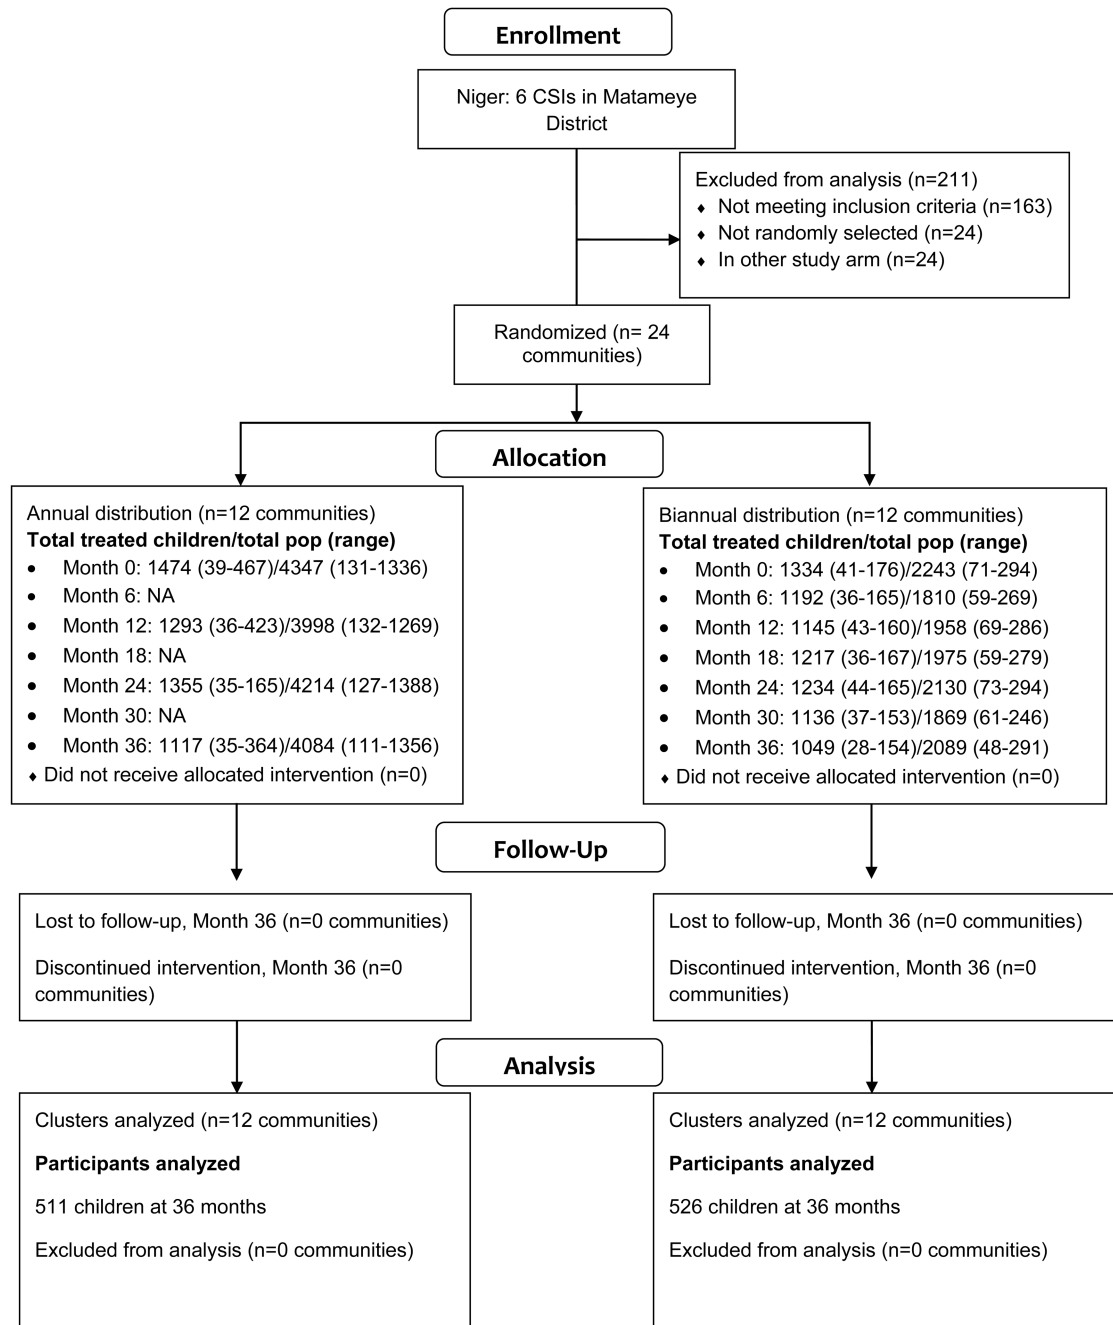 Enrollment
Niger: 6 CSIs in Matameye
District
Excluded from analysis (n=211)
♦ Not meeting inclusion criteria (n=163)
♦ Not randomly selected (n=24)
♦ In other study arm (n=24)
Randomized (n= 24
communities)
Allocation
Annual distribution (n=12 communities)
Total treated children/total pop (range)
• Month 0: 1474 (39-467)/4347 (131-1336)
• Month 6: NA
• Month 12: 1293 (36-423)/3998 (132-1269)
• Month 18: NA
• Month 24: 1355 (35-165)/4214 (127-1388)
• Month 30: NA
• Month 36: 1117 (35-364)/4084 (111-1356)
♦ Did not receive allocated intervention (n=0)
Biannual distribution (n=12 communities)
Total treated children/total pop (range)
• Month 0: 1334 (41-176)/2243 (71-294)
• Month 6: 1192 (36-165)/1810 (59-269)
• Month 12: 1145 (43-160)/1958 (69-286)
• Month 18: 1217 (36-167)/1975 (59-279)
• Month 24: 1234 (44-165)/2130 (73-294)
• Month 30: 1136 (37-153)/1869 (61-246)
• Month 36: 1049 (28-154)/2089 (48-291)
♦ Did not receive allocated intervention (n=0)
Follow-Up
Lost to follow-up, Month 36 (n=0 communities)
Discontinued intervention, Month 36 (n=0
communities)
Lost to follow-up, Month 36 (n=0 communities)
Discontinued intervention, Month 36 (n=0
communities)
Analysis
Clusters analyzed (n=12 communities)
Participants analyzed
511 children at 36 months
Excluded from analysis (n=0 communities)
Clusters analyzed (n=12 communities)
Participants analyzed
526 children at 36 months
Excluded from analysis (n=0 communities)